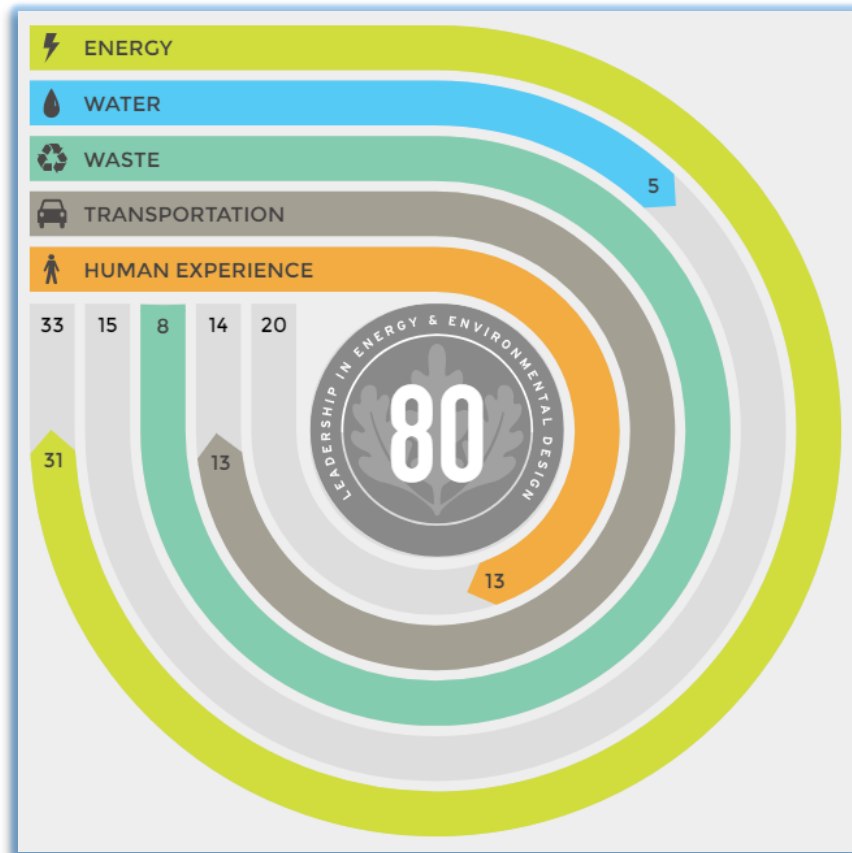 ENERGY
WATER
5
WASTE
TRANSPORTATION
HUMAN EXPERIENCE
33 15 8 14 20
LEADERSHIP IN ENERGY & ENVIRONMENTAL DESIGN
80
31
13
13